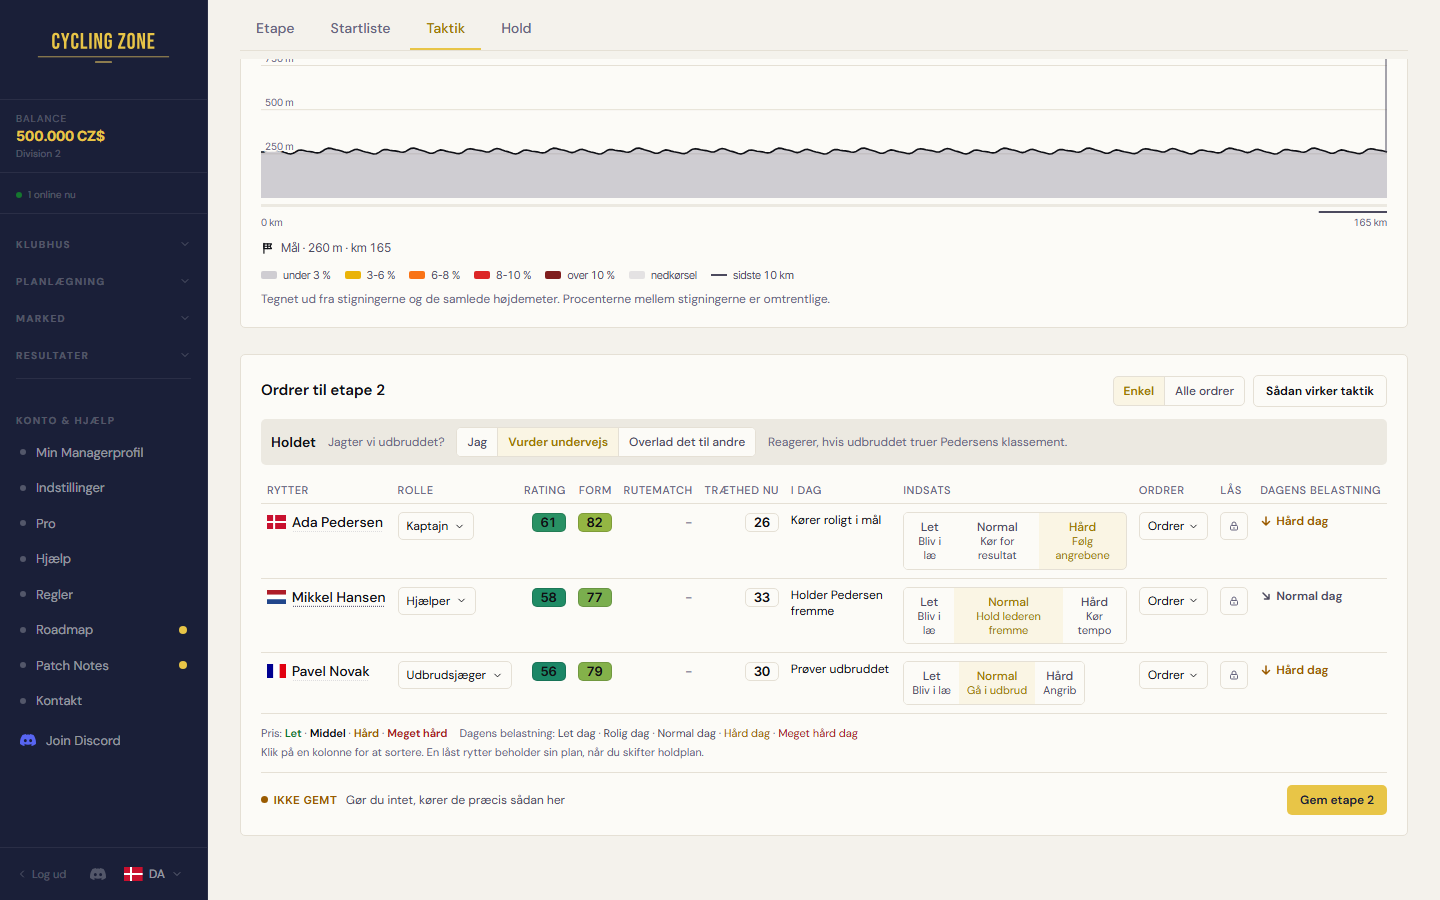 CYCLING ZONE
BALANCE
500.000 CZ$
Division 2
1 online nu
KLUBHUS
PLANLÆGNING
MARKED
RESULTATER
KONTO & HJÆLP
Min Managerprofil
Indstillinger
Pro
Hjælp
Regler
Roadmap
Patch Notes
Kontakt
Join Discord
Log ud DA
Etape Startliste Taktik Hold
750 m
500 m
250 m
0 km 165 km
Mål · 260 m · km 165
under 3 % 3-6 % 6-8 % 8-10 % over 10 % nedkørsel sidste 10 km
Tegnet ud fra stigningerne og de samlede højdemeter. Procenterne mellem stigningerne er omtrentlige.
Ordrer til etape 2 Enkel Alle ordrer Sådan virker taktik
Holdet Jagter vi udbruddet? Jag Vurder undervejs Overlad det til andre Reagerer, hvis udbruddet truer Pedersens klassement.
RYTTER ROLLE RATING FORM RUTEMATCH TRÆTHED NU I DAG INDSATS ORDRER LÅS DAGENS BELASTNING
Ada Pedersen Kaptajn 61 82 – 26 Kører roligt i mål Let Normal Hård Ordrer ↓ Hård dag
Bliv i Kør for Følg
læ resultat angrebene
Mikkel Hansen Hjælper 58 77 – 33 Holder Pedersen Let Normal Hård Ordrer ↘ Normal dag
fremme Bliv i Hold lederen Kør
læ fremme tempo
Pavel Novak Udbrudsjæger 56 79 – 30 Prøver udbruddet Let Normal Hård Ordrer ↓ Hård dag
Bliv i læ Gå i udbrud Angrib
Pris: Let · Middel · Hård · Meget hård Dagens belastning: Let dag · Rolig dag · Normal dag · Hård dag · Meget hård dag
Klik på en kolonne for at sortere. En låst rytter beholder sin plan, når du skifter holdplan.
IKKE GEMT Gør du intet, kører de præcis sådan her Gem etape 2